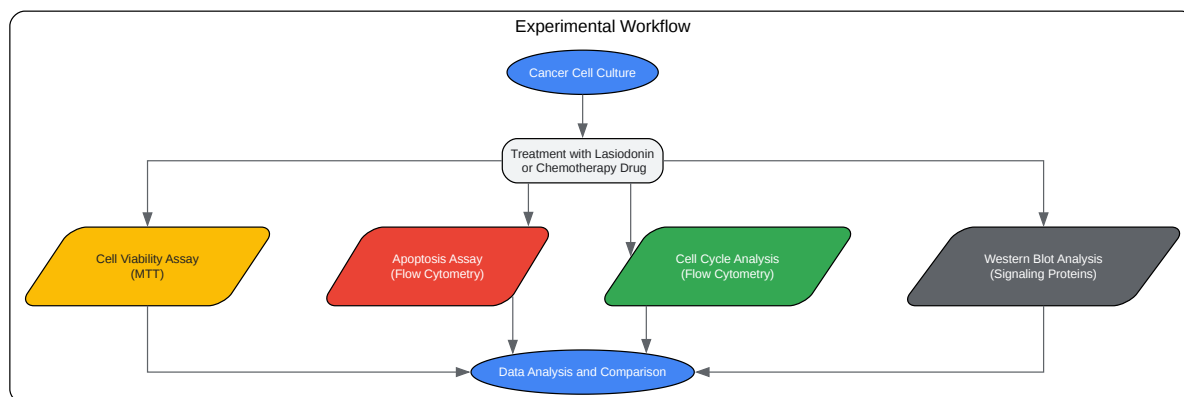 Experimental Workflow
Cancer Cell Culture
Treatment with Lasiodonin
or Chemotherapy Drug
Cell Viability Assay
(MTT)
Apoptosis Assay
(Flow Cytometry)
Cell Cycle Analysis
(Flow Cytometry)
Western Blot Analysis
(Signaling Proteins)
Data Analysis and Comparison